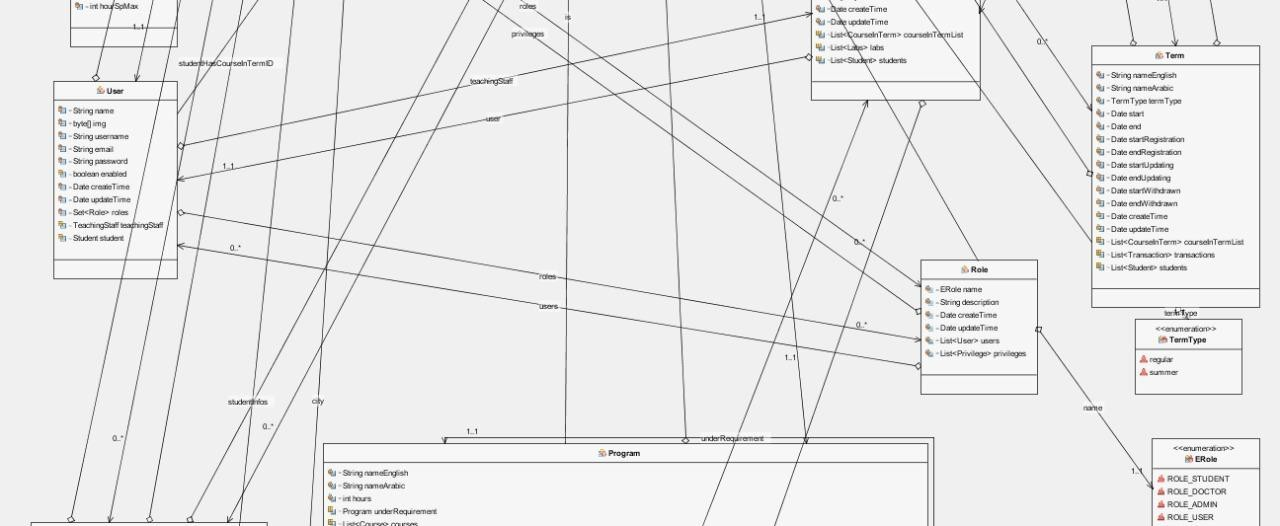 - int hourSpMax
1..1
studentHasCourseInTermID
User
- String name
- byte[] img
- String username
- String email
- String password
- boolean enabled
- Date createTime
- Date updateTime
- Set<Role> roles
- TeachingStaff teachingStaff
- Student student
roles
is
privileges
1..1
teachingStaff
user
1..1
- Date createTime
- Date updateTime
- List<CourseInTerm> courseInTermList
- List<Labs> labs
- List<Student> students
0..*
Term
- String nameEnglish
- String nameArabic
- TermType termType
- Date start
- Date end
- Date startRegistration
- Date endRegistration
- Date startUpdating
- Date endUpdating
- Date startWithdrawn
- Date endWithdrawn
- Date createTime
- Date updateTime
- List<CourseInTerm> courseInTermList
- List<Transaction> transactions
- List<Student> students
termType
<<enumeration>>
TermType
regular
summer
0..*
0..*
0..*
roles
users
0..*
1..1
Role
- ERole name
- String description
- Date createTime
- Date updateTime
- List<User> users
- List<Privilege> privileges
name
1..1
<<enumeration>>
ERole
ROLE_STUDENT
ROLE_DOCTOR
ROLE_ADMIN
ROLE_USER
studentInfos
city
0..*
0..*
1..1
underRequirement
Program
- String nameEnglish
- String nameArabic
- int hours
- Program underRequirement
- List<Course> courses